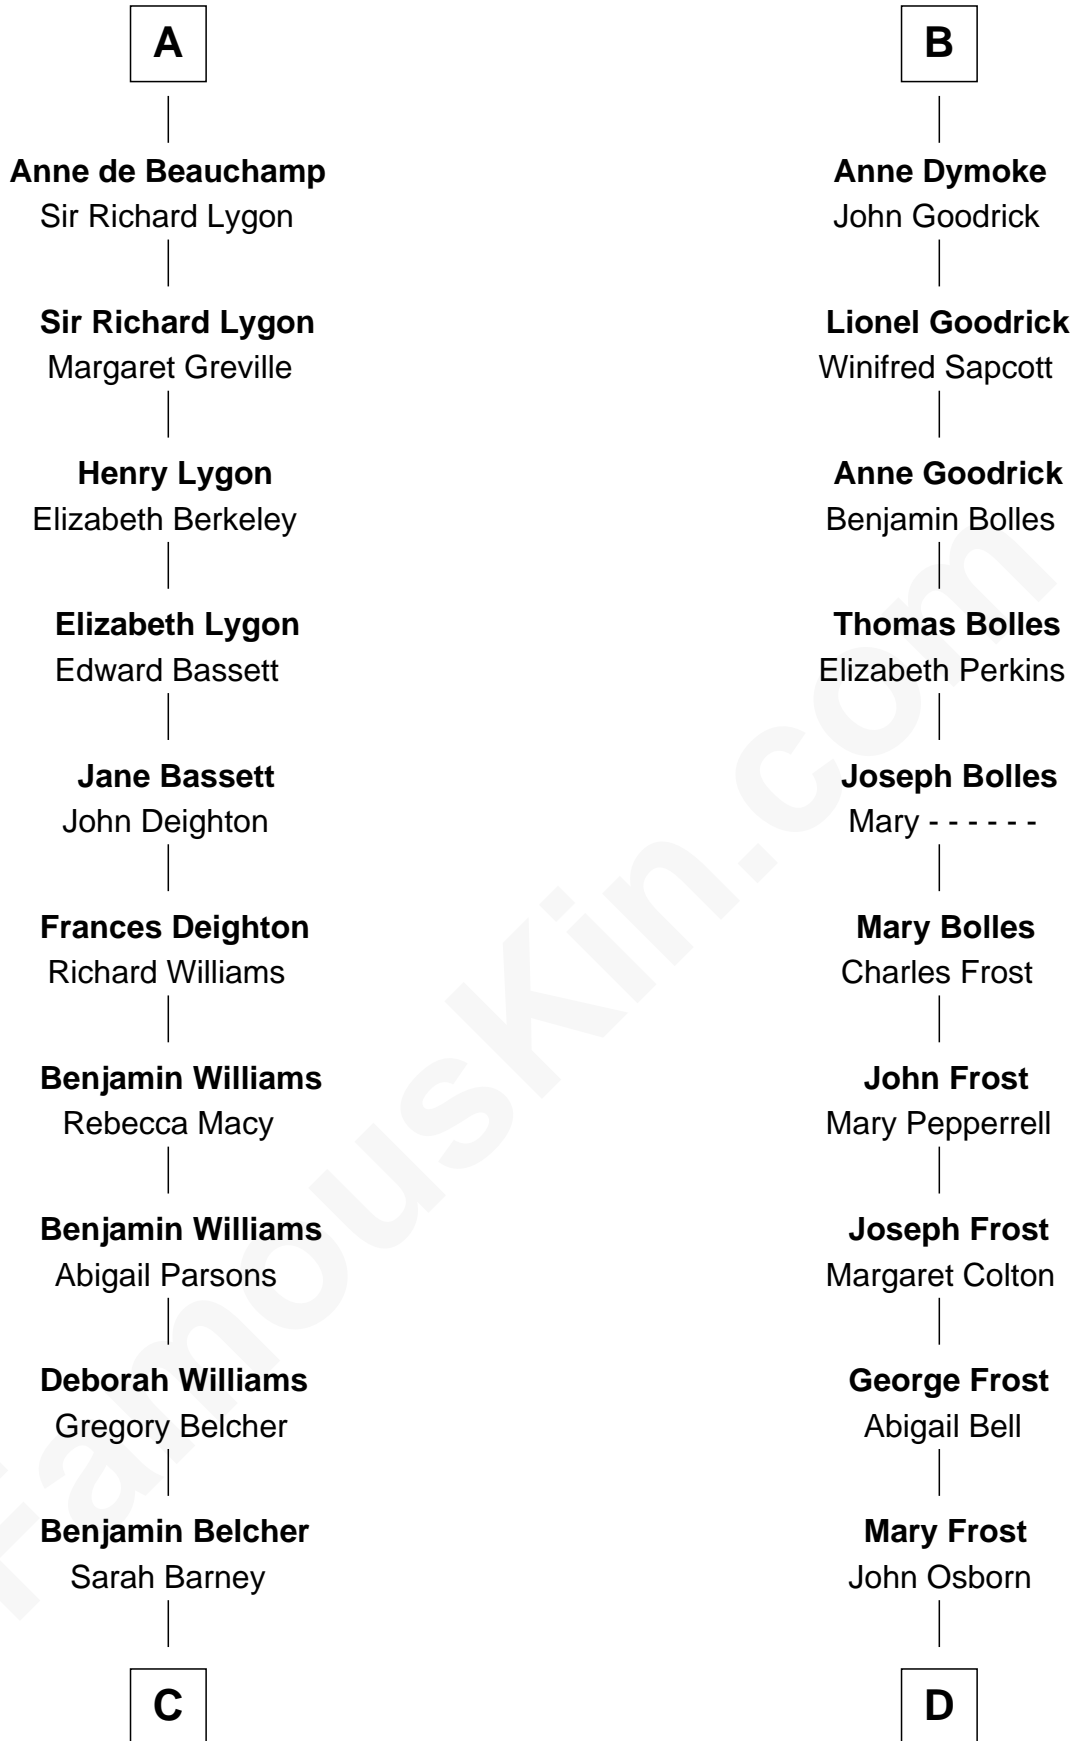 A
Anne de Beauchamp
Sir Richard Lygon
Sir Richard Lygon
Margaret Greville
Henry Lygon
Elizabeth Berkeley
Elizabeth Lygon
Edward Bassett
Jane Bassett
John Deighton
Frances Deighton
Richard Williams
Benjamin Williams
Rebecca Macy
Benjamin Williams
Abigail Parsons
Deborah Williams
Gregory Belcher
Benjamin Belcher
Sarah Barney
C
B
Anne Dymoke
John Goodrick
Lionel Goodrick
Winifred Sapcott
Anne Goodrick
Benjamin Bolles
Thomas Bolles
Elizabeth Perkins
Joseph Bolles
Mary - - - - - -
Mary Bolles
Charles Frost
John Frost
Mary Pepperrell
Joseph Frost
Margaret Colton
George Frost
Abigail Bell
Mary Frost
John Osborn
D
FamousKin.com